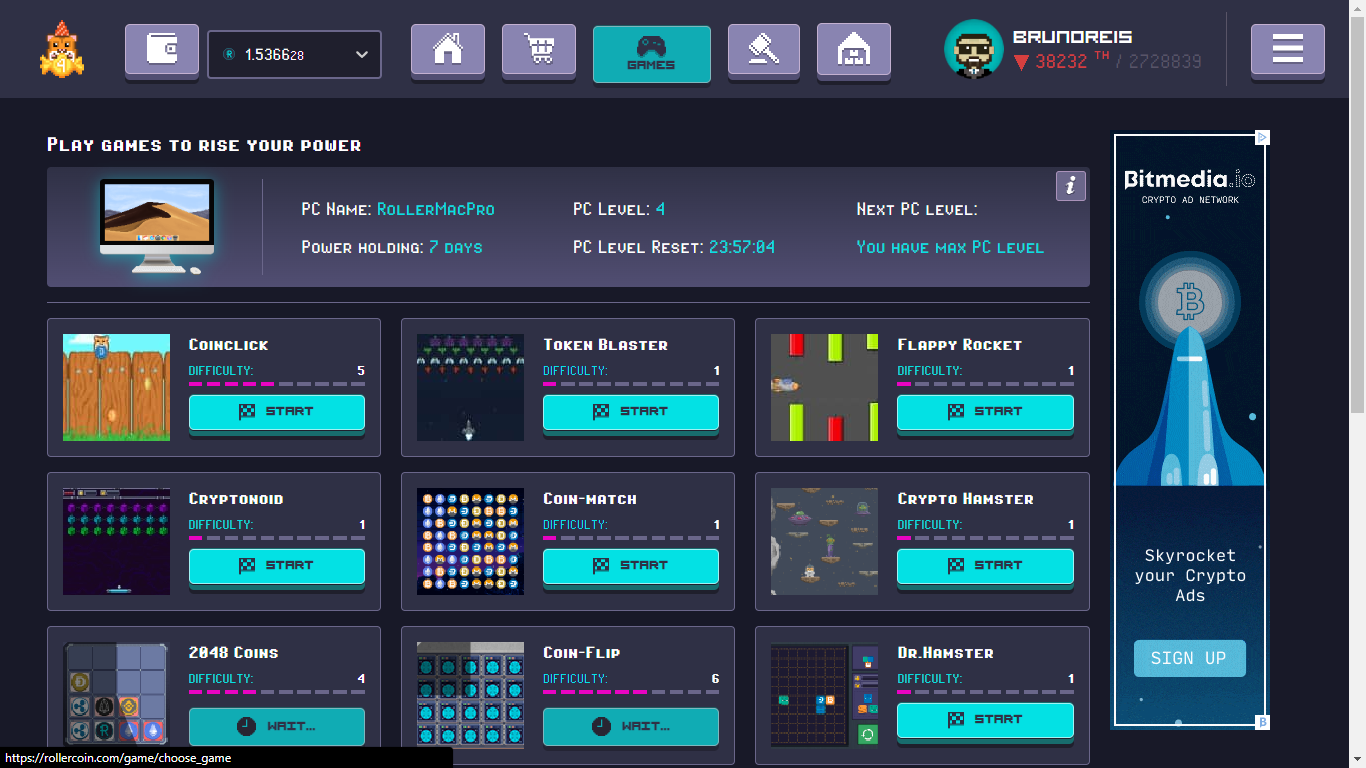 1.536628
GAMES
BRUNOREIS
38232 TH / 2728839
Play games to rise your power
PC Name: RollerMacPro
PC Level: 4
Next PC level:
Power holding: 7 days
PC Level Reset: 23:57:04
You have max PC level
Coinclick
DIFFICULTY: 5
START
Token Blaster
DIFFICULTY: 1
START
Flappy Rocket
DIFFICULTY: 1
START
Cryptonoid
DIFFICULTY: 1
START
Coin-match
DIFFICULTY: 1
START
Crypto Hamster
DIFFICULTY: 1
START
2048 Coins
DIFFICULTY: 4
WAIT...
Coin-Flip
DIFFICULTY: 6
WAIT...
Dr.Hamster
DIFFICULTY: 1
START
Bitmedia.io
CRYPTO AD NETWORK
Skyrocket
your Crypto
Ads
SIGN UP
https://rollercoin.com/game/choose_game